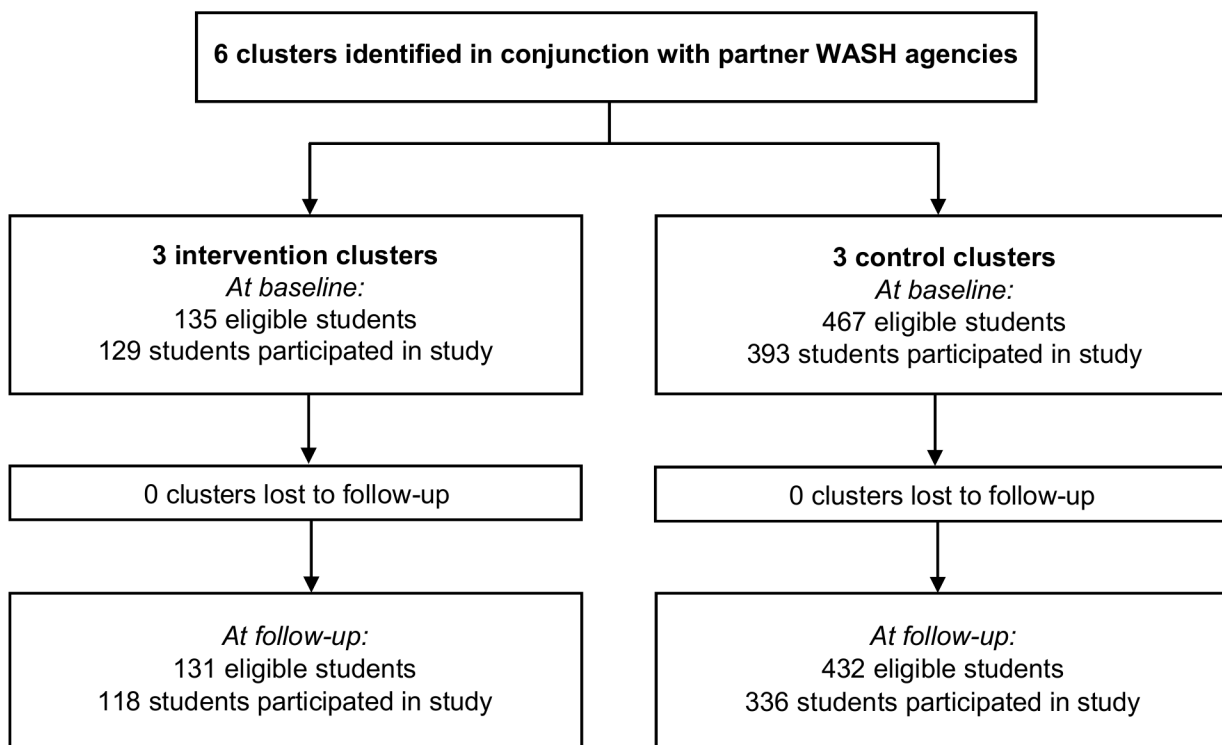 6 clusters identified in conjunction with partner WASH agencies
3 intervention clusters
At baseline:
135 eligible students
129 students participated in study
3 control clusters
At baseline:
467 eligible students
393 students participated in study
0 clusters lost to follow-up
0 clusters lost to follow-up
At follow-up:
131 eligible students
118 students participated in study
At follow-up:
432 eligible students
336 students participated in study